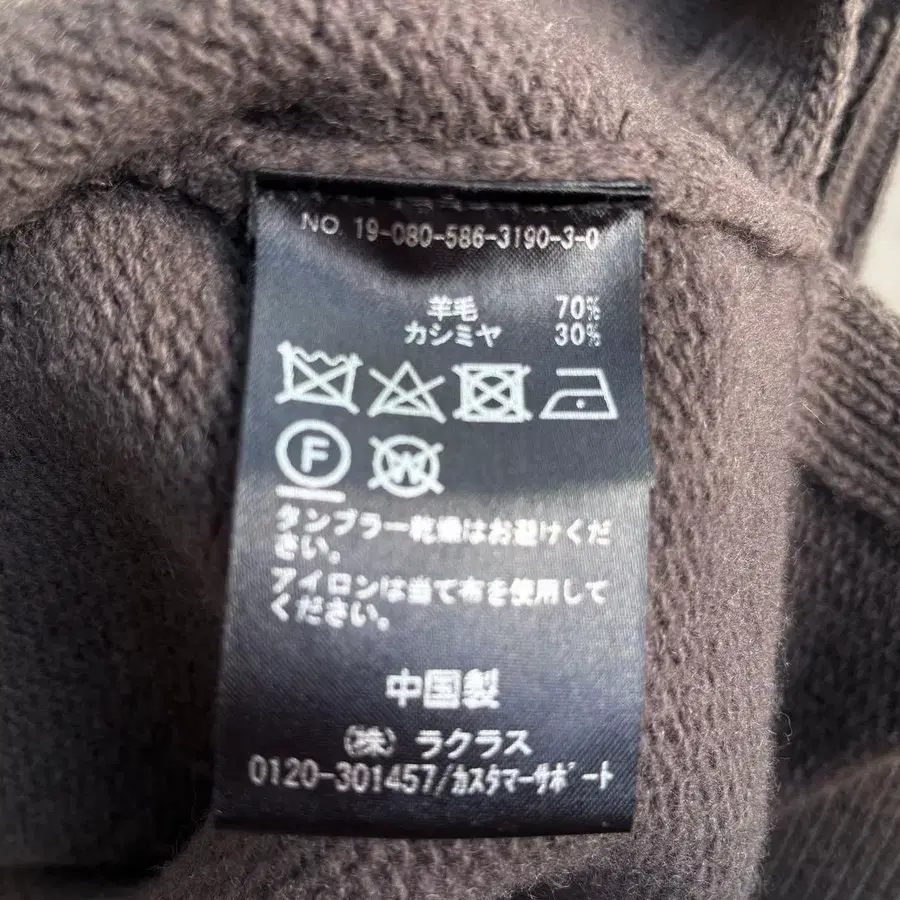 NO 19-080-586-3190-3-0
羊毛 70%
カシミヤ 30%
F W
タンブラー乾燥はお避けくだ
さい。
アイロンは当て布を使用して
ください。
中国製
(株) ラクラス
0120-301457/ｶｽﾀﾏｰｻﾎﾟｰﾄ